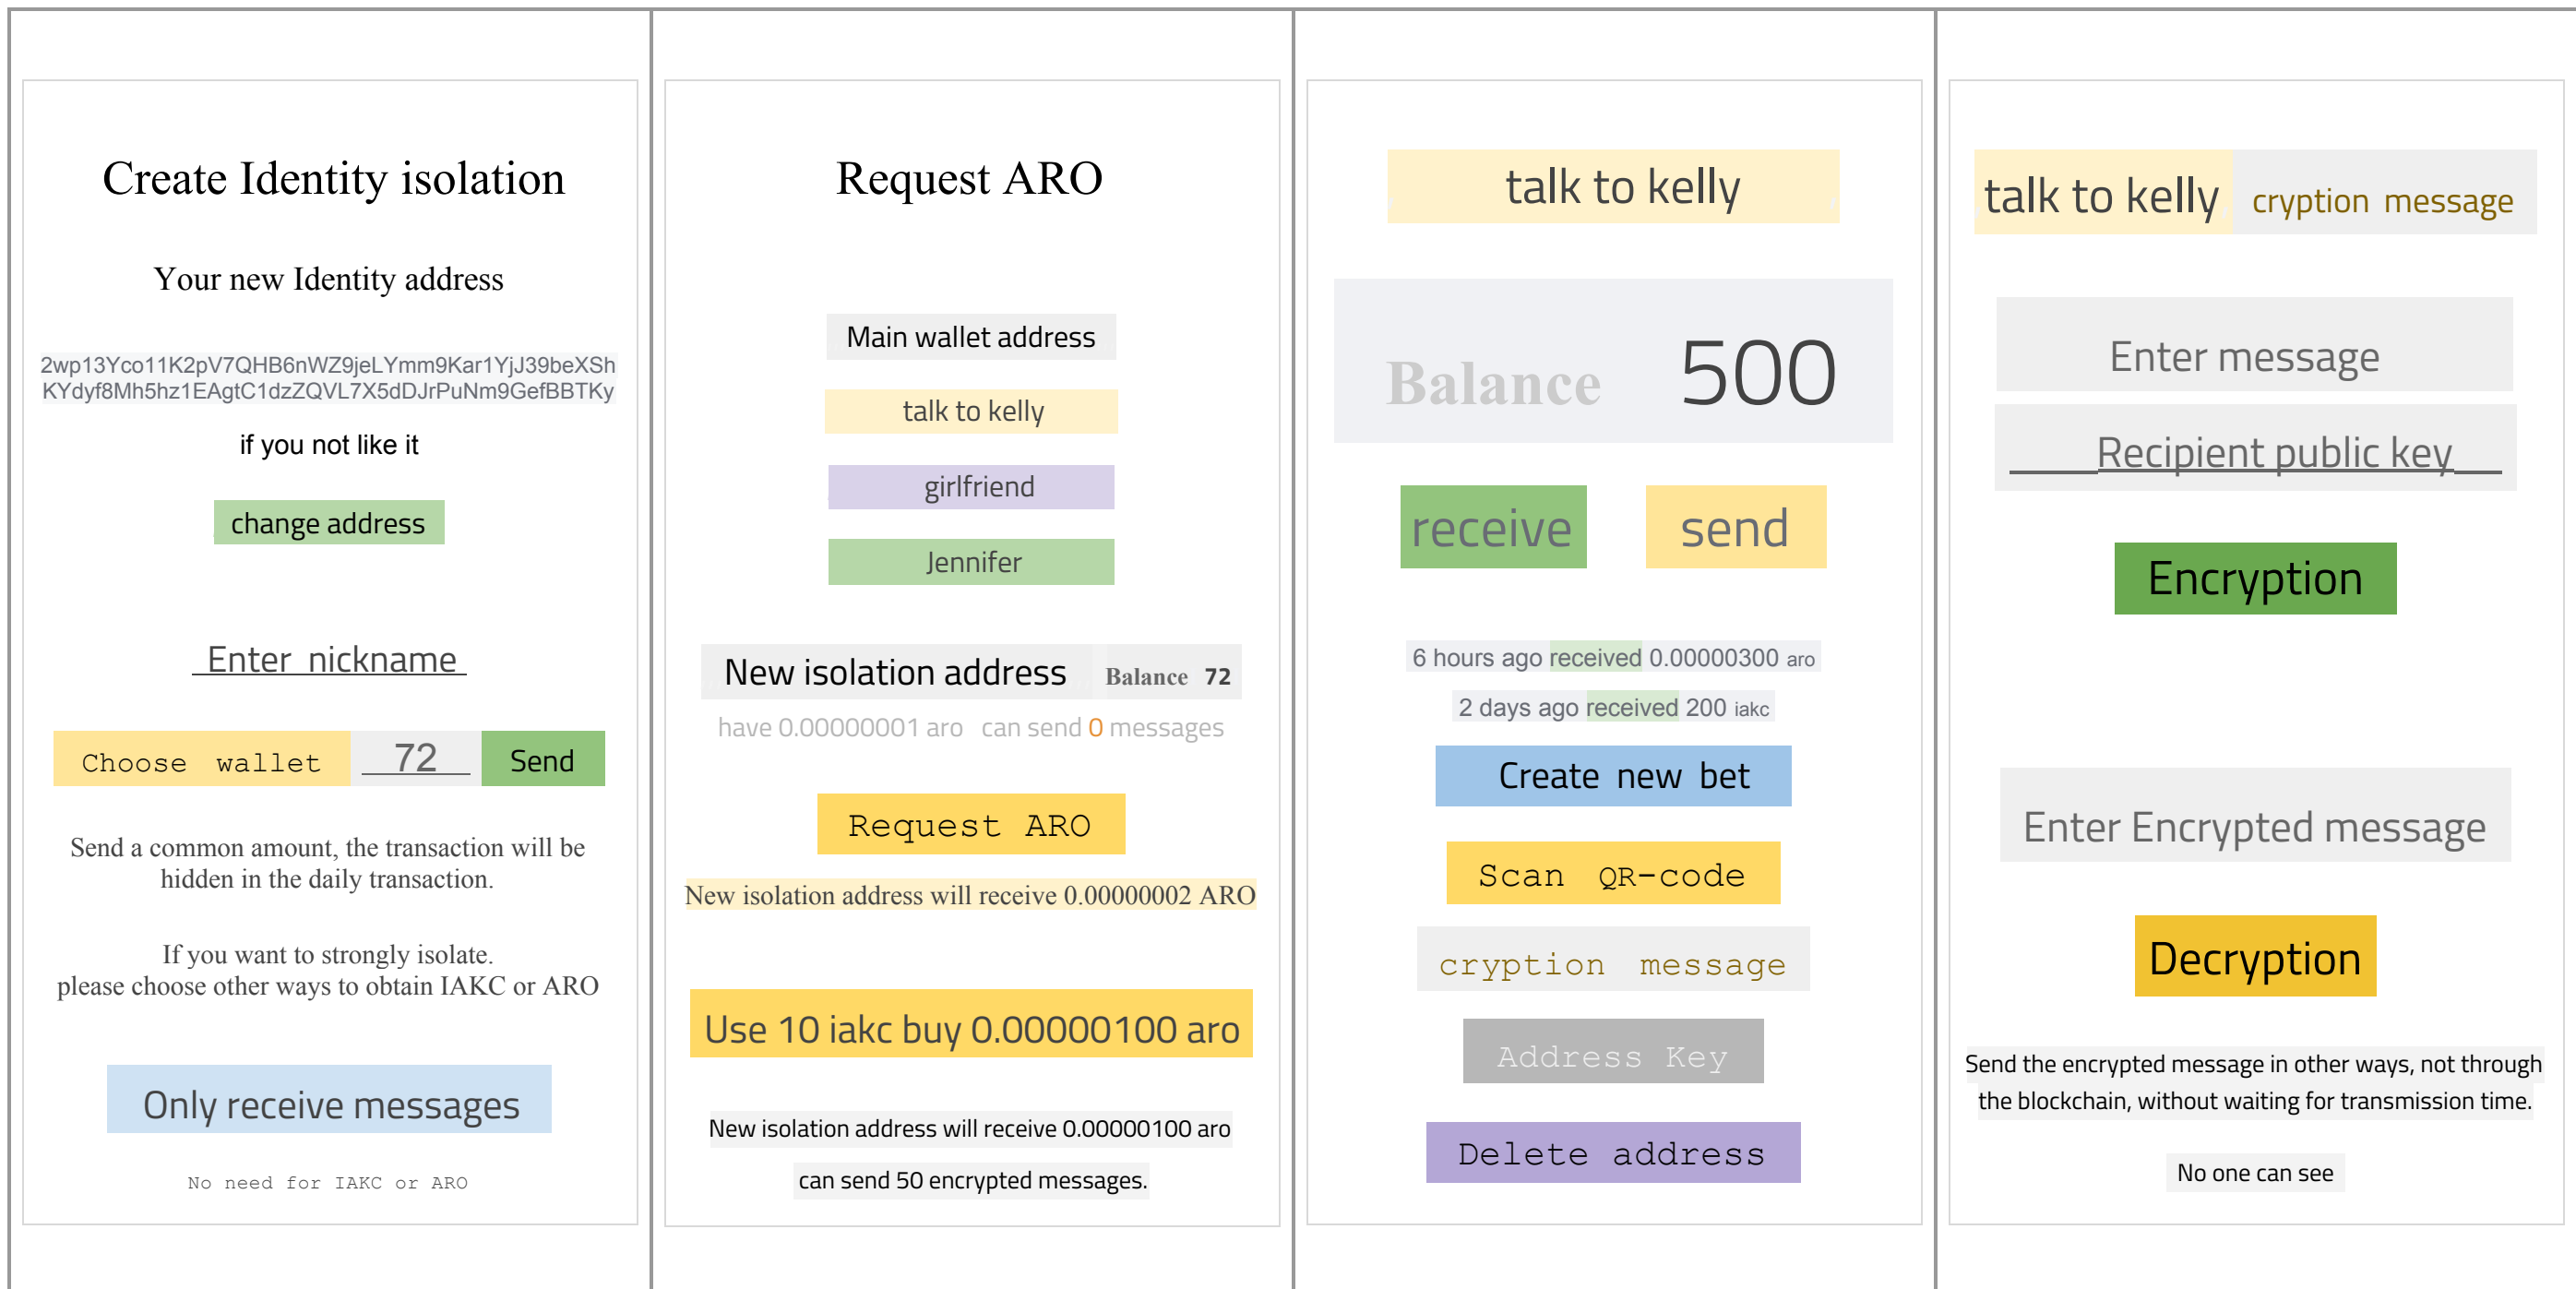 Create Identity isolation
Your new Identity address
2wp13Yco11K2pV7QHB6nWZ9jeLYmm9Kar1YjJ39beXSh
KYdyf8Mh5hz1EAgtC1dzZQVL7X5dDJrPuNm9GefBBTKy
if you not like it
change address
Enter nickname
Choose wallet 72 Send
Send a common amount, the transaction will be
hidden in the daily transaction.
If you want to strongly isolate.
please choose other ways to obtain IAKC or ARO
Only receive messages
No need for IAKC or ARO
Request ARO
Main wallet address
talk to kelly
girlfriend
Jennifer
New isolation address Balance 72
have 0.00000001 aro can send 0 messages
Request ARO
New isolation address will receive 0.00000002 ARO
Use 10 iakc buy 0.00000100 aro
New isolation address will receive 0.00000100 aro
can send 50 encrypted messages.
talk to kelly
Balance 500
receive send
6 hours ago received 0.00000300 aro
2 days ago received 200 iakc
Create new bet
Scan QR-code
cryption message
Address Key
Delete address
talk to kelly cryption message
Enter message
Recipient public key
Encryption
Enter Encrypted message
Decryption
Send the encrypted message in other ways, not through
the blockchain, without waiting for transmission time.
No one can see